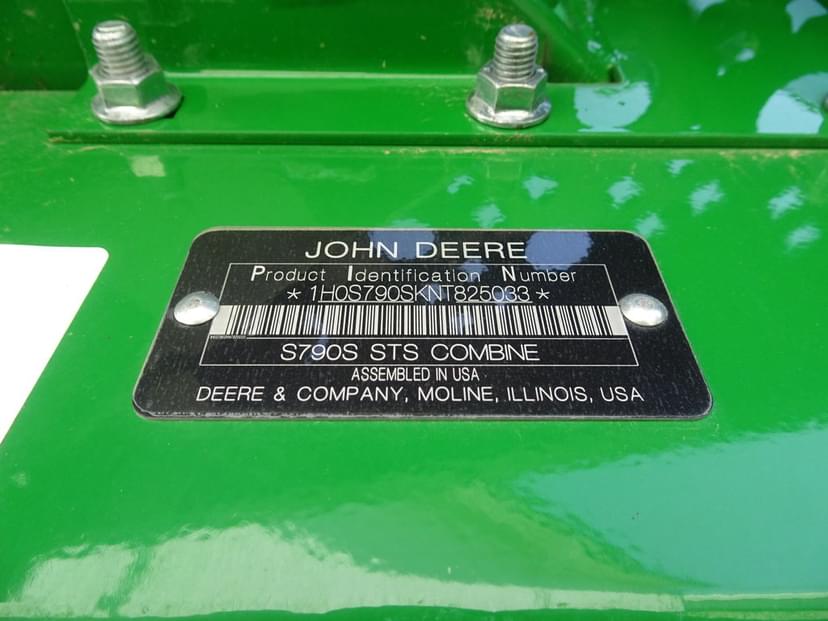 JOHN DEERE
Product Identification Number
* 1H0S790SKNT825033 *
S790S STS COMBINE
ASSEMBLED IN USA
DEERE & COMPANY, MOLINE, ILLINOIS, USA